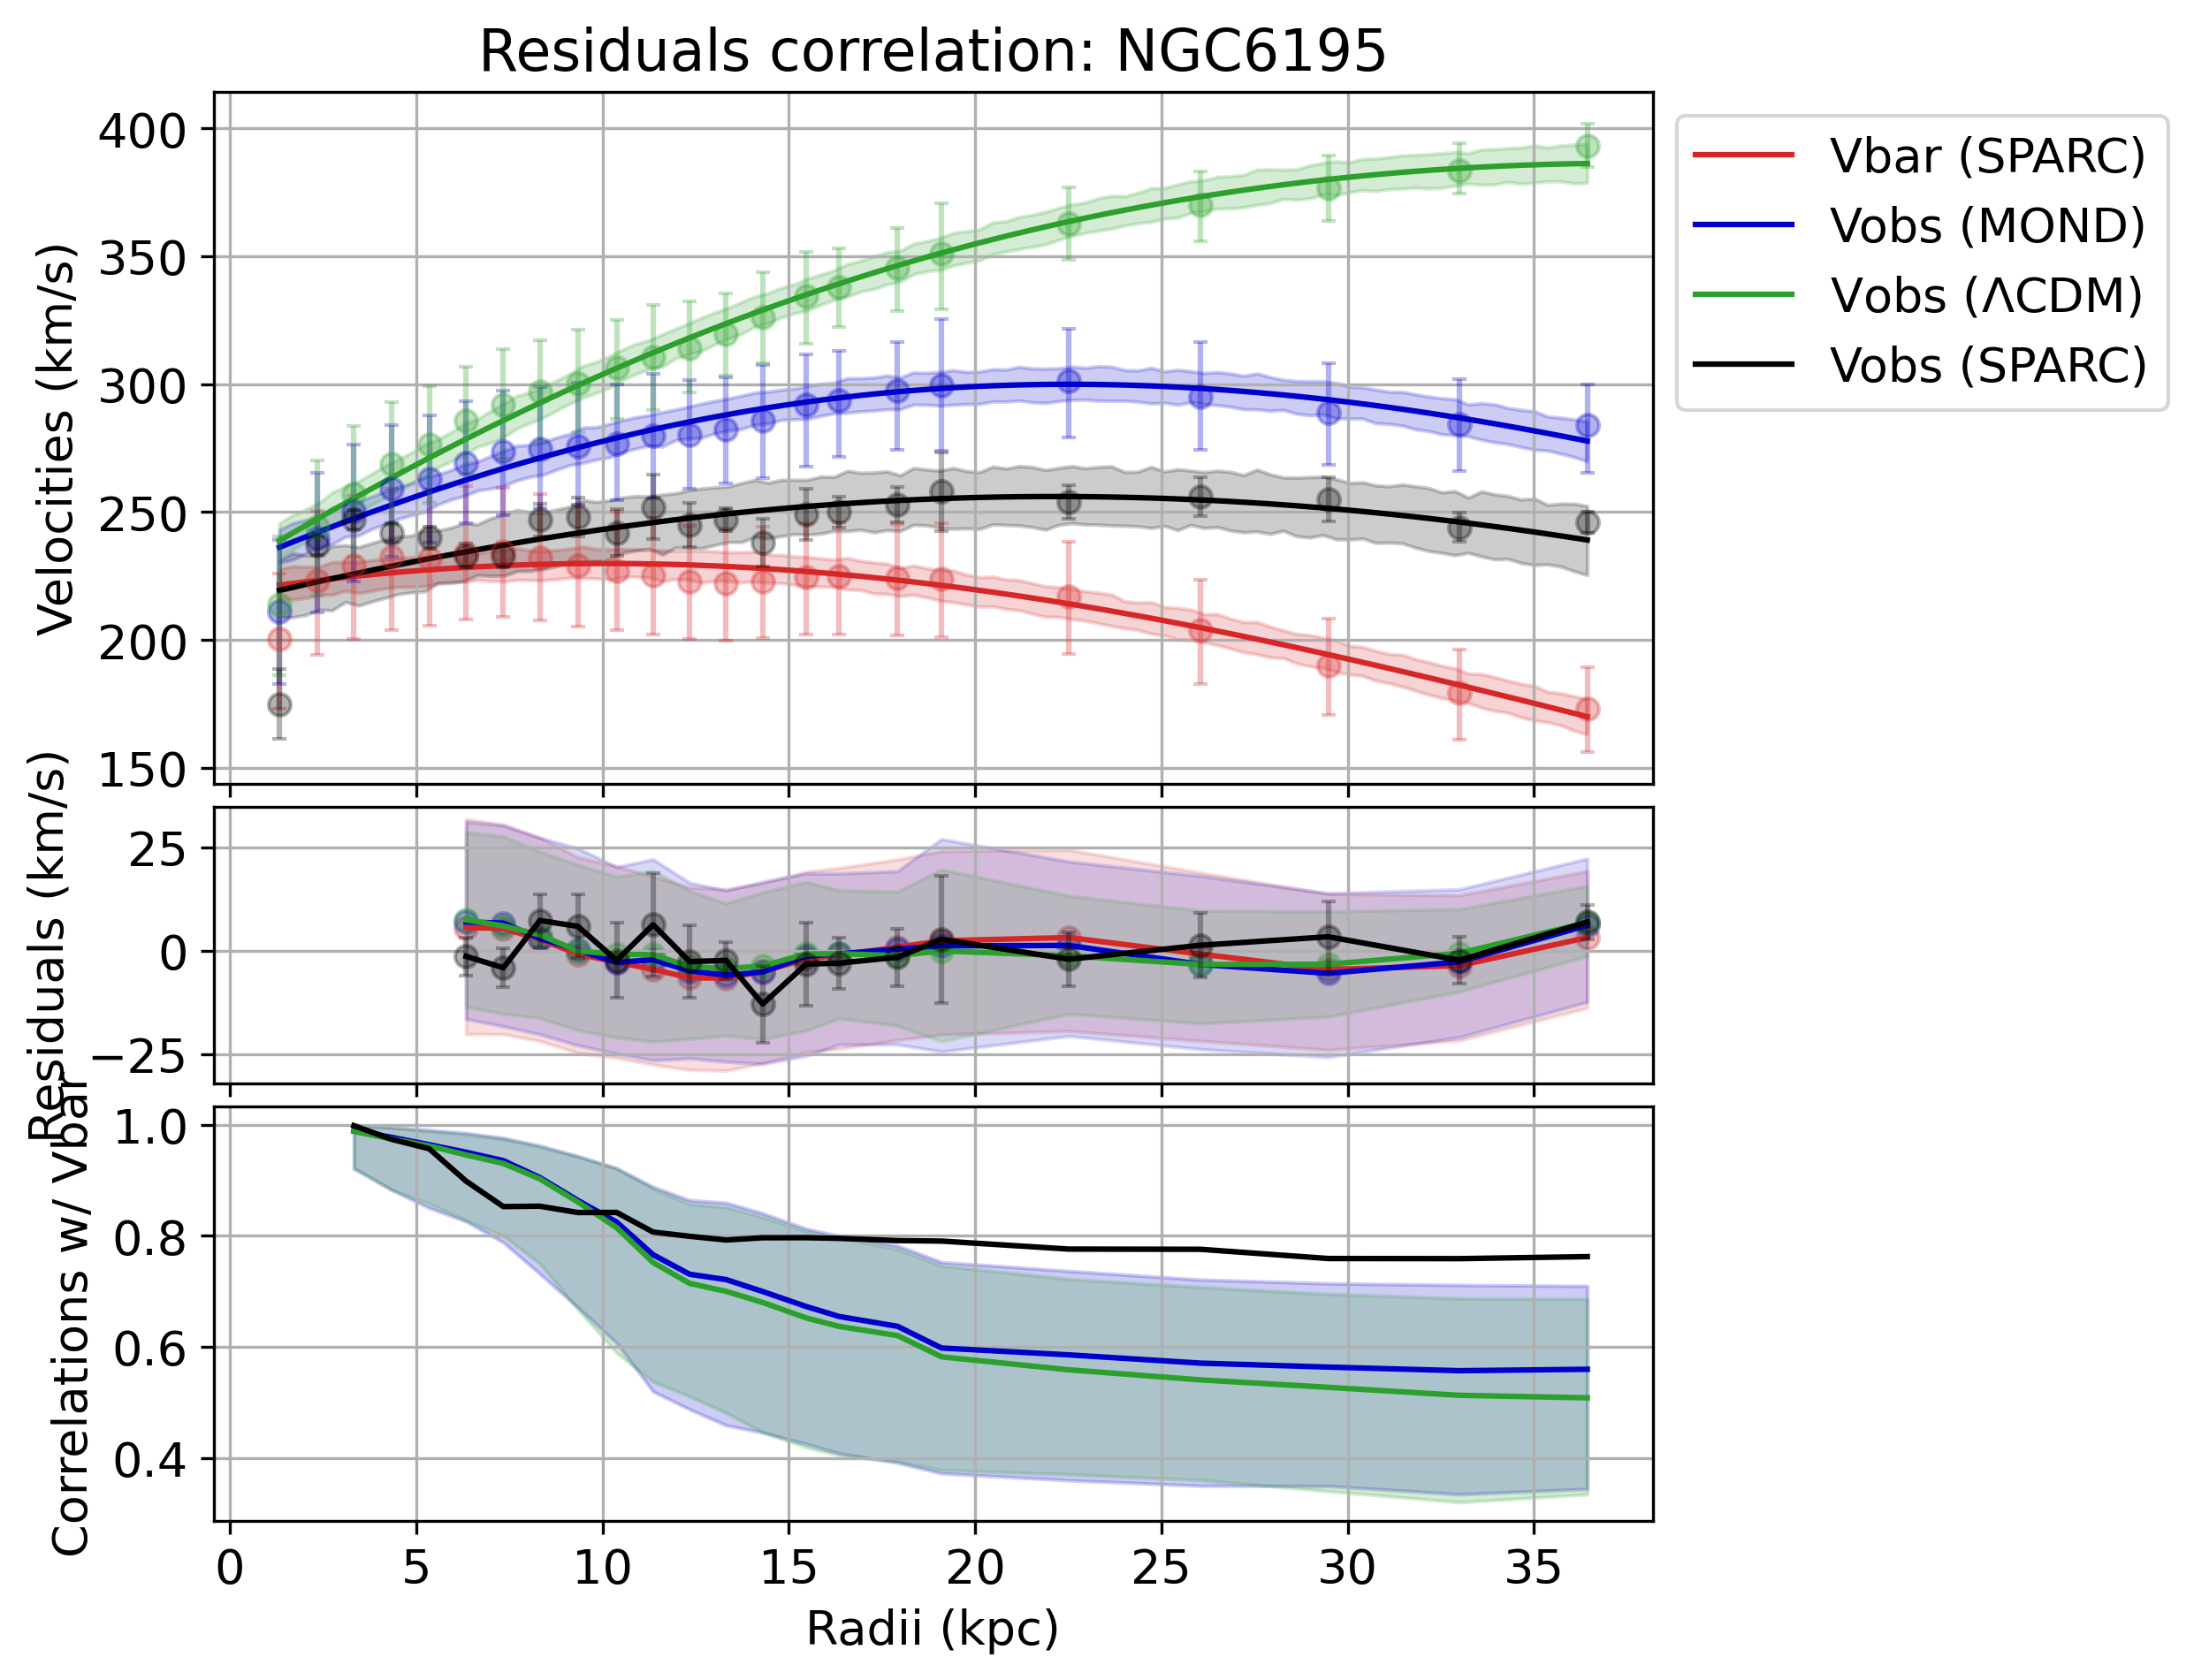 Residuals correlation: NGC6195
Velocities (km/s)
400
350
300
250
200
150
Vbar (SPARC)
Vobs (MOND)
Vobs (ΛCDM)
Vobs (SPARC)
Residuals (km/s)
25
0
−25
Correlations w/ Vbar
1.0
0.8
0.6
0.4
0 5 10 15 20 25 30 35
Radii (kpc)